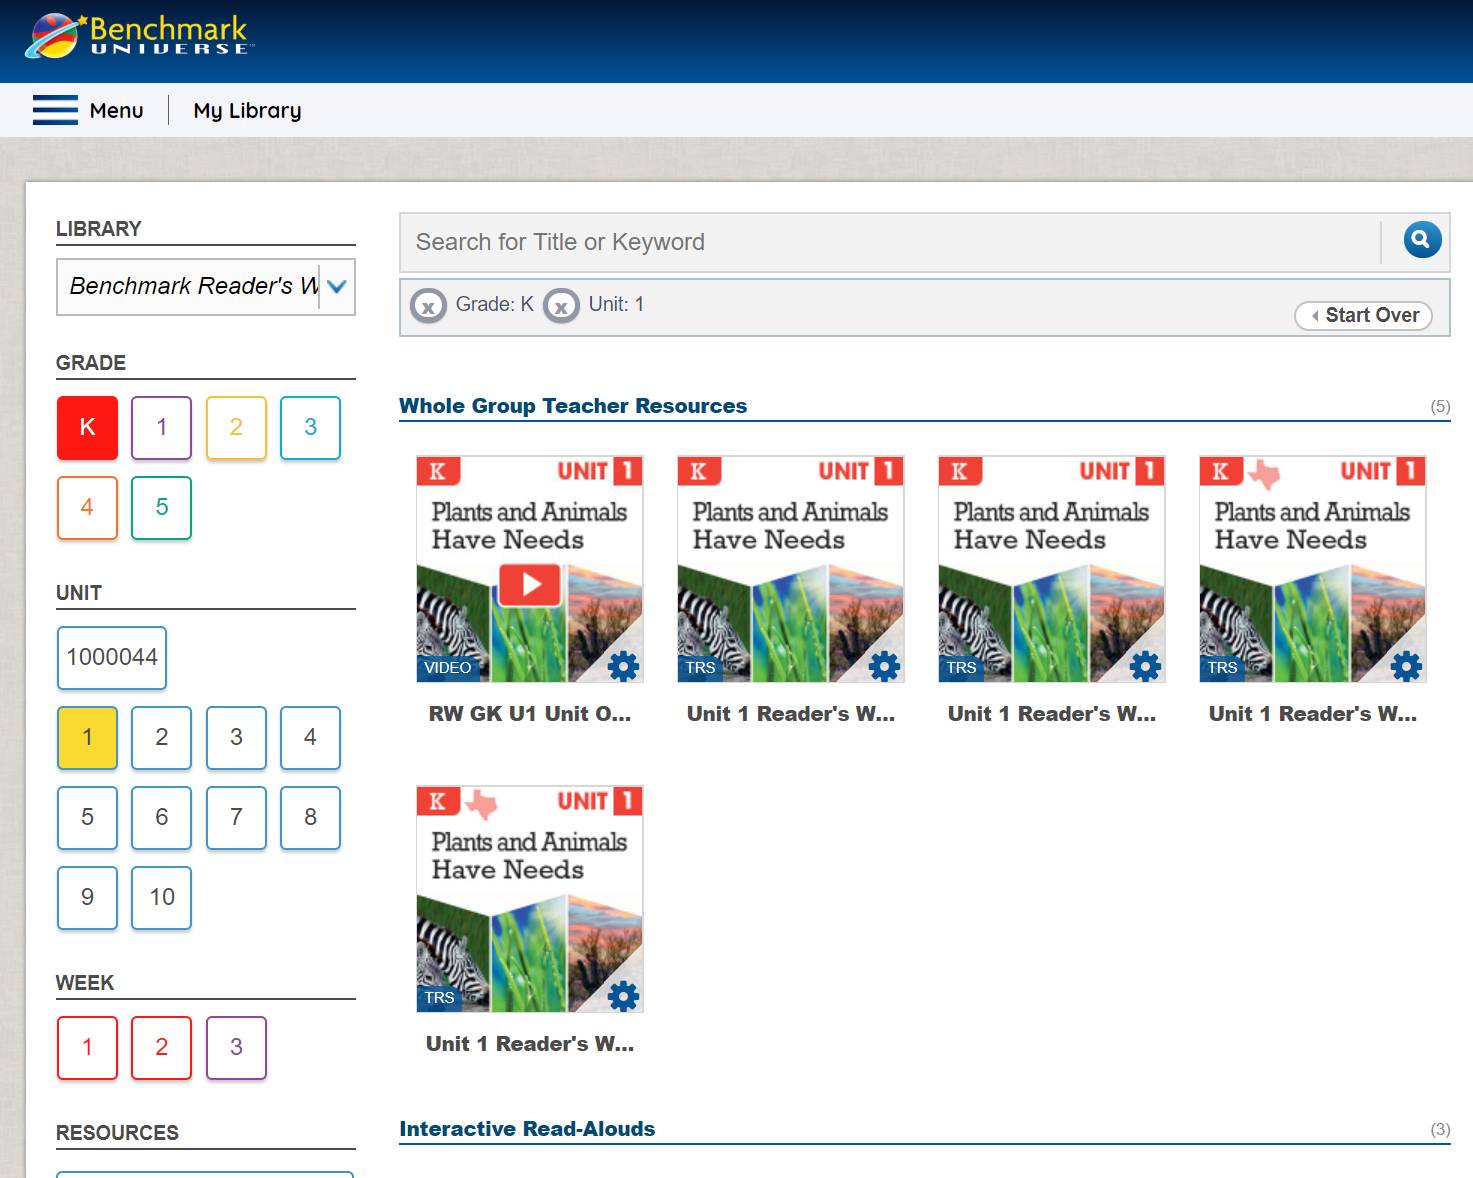 Benchmark
UNIVERSE
Menu
My Library
LIBRARY
Benchmark Reader's W
GRADE
K 1 2 3
4 5
UNIT
1000044
1 2 3 4
5 6 7 8
9 10
WEEK
1 2 3
RESOURCES
Search for Title or Keyword
x Grade: K x Unit: 1
Start Over
Whole Group Teacher Resources (5)
K UNIT 1
Plants and Animals
Have Needs
VIDEO
RW GK U1 Unit O...
K UNIT 1
Plants and Animals
Have Needs
TRS
Unit 1 Reader's W...
K UNIT 1
Plants and Animals
Have Needs
TRS
Unit 1 Reader's W...
K UNIT 1
Plants and Animals
Have Needs
TRS
Unit 1 Reader's W...
K UNIT 1
Plants and Animals
Have Needs
TRS
Unit 1 Reader's W...
Interactive Read-Alouds (3)